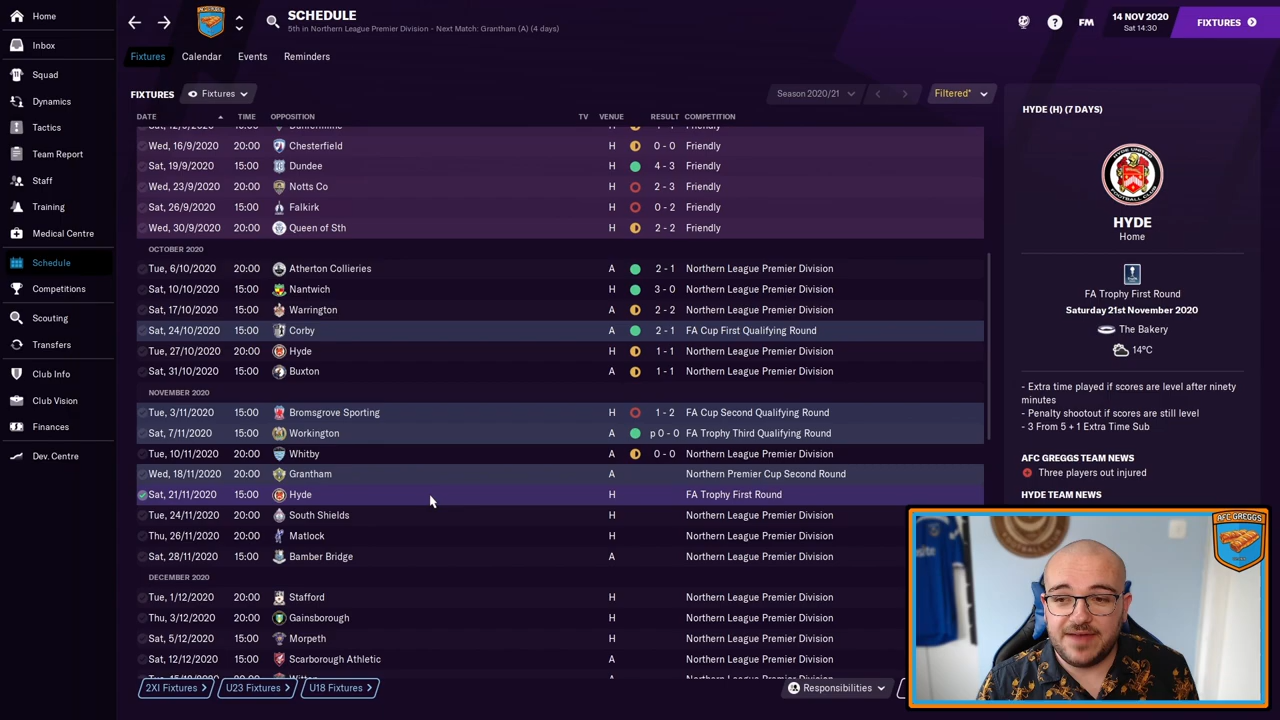 Home
SCHEDULE
5th in Northern League Premier Division - Next Match: Grantham (A) (4 days)
FM
14 NOV 2020
Sat 14:30
FIXTURES
Inbox
Squad
Dynamics
Tactics
Team Report
Staff
Training
Medical Centre
Schedule
Competitions
Scouting
Transfers
Club Info
Club Vision
Finances
Dev. Centre
Fixtures Calendar Events Reminders
FIXTURES Fixtures Season 2020/21 Filtered*
DATE TIME OPPOSITION TV VENUE RESULT COMPETITION
Sat, 12/9/2020 Dunfermline Friendly
Wed, 16/9/2020 20:00 Chesterfield H 0 - 0 Friendly
Sat, 19/9/2020 15:00 Dundee H 4 - 3 Friendly
Wed, 23/9/2020 20:00 Notts Co H 2 - 3 Friendly
Sat, 26/9/2020 15:00 Falkirk H 0 - 2 Friendly
Wed, 30/9/2020 20:00 Queen of Sth H 2 - 2 Friendly
OCTOBER 2020
Tue, 6/10/2020 20:00 Atherton Collieries A 2 - 1 Northern League Premier Division
Sat, 10/10/2020 15:00 Nantwich H 3 - 0 Northern League Premier Division
Sat, 17/10/2020 15:00 Warrington A 2 - 2 Northern League Premier Division
Sat, 24/10/2020 15:00 Corby A 2 - 1 FA Cup First Qualifying Round
Tue, 27/10/2020 20:00 Hyde H 1 - 1 Northern League Premier Division
Sat, 31/10/2020 15:00 Buxton A 1 - 1 Northern League Premier Division
NOVEMBER 2020
Tue, 3/11/2020 15:00 Bromsgrove Sporting H 1 - 2 FA Cup Second Qualifying Round
Sat, 7/11/2020 15:00 Workington A p 0 - 0 FA Trophy Third Qualifying Round
Tue, 10/11/2020 20:00 Whitby A 0 - 0 Northern League Premier Division
Wed, 18/11/2020 20:00 Grantham A Northern Premier Cup Second Round
Sat, 21/11/2020 15:00 Hyde H FA Trophy First Round
Tue, 24/11/2020 20:00 South Shields H Northern League Premier Division
Thu, 26/11/2020 20:00 Matlock H Northern League Premier Division
Sat, 28/11/2020 15:00 Bamber Bridge A Northern League Premier Division
DECEMBER 2020
Tue, 1/12/2020 20:00 Stafford H Northern League Premier Division
Thu, 3/12/2020 20:00 Gainsborough H Northern League Premier Division
Sat, 5/12/2020 15:00 Morpeth H Northern League Premier Division
Sat, 12/12/2020 15:00 Scarborough Athletic A Northern League Premier Division
2XI Fixtures U23 Fixtures U18 Fixtures Responsibilities
HYDE (H) (7 DAYS)
HYDE UNITED
FOOTBALL CLUB
HYDE
Home
FA Trophy First Round
Saturday 21st November 2020
The Bakery
14ºC
- Extra time played if scores are level after ninety
minutes
- Penalty shootout if scores are still level
- 3 From 5 + 1 Extra Time Sub
AFC GREGGS TEAM NEWS
Three players out injured
HYDE TEAM NEWS
AFC GREGGS